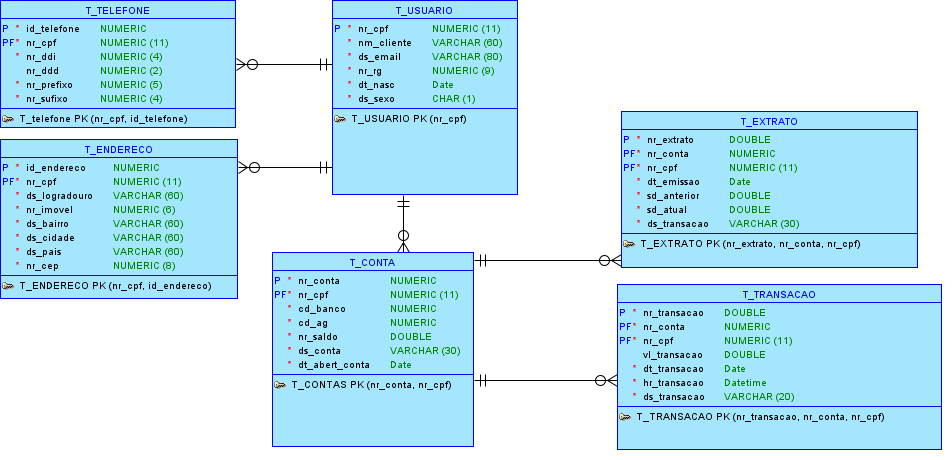 T_TELEFONE
P * id_telefone NUMERIC
PF* nr_cpf NUMERIC (11)
* nr_ddi NUMERIC (4)
* nr_ddd NUMERIC (2)
* nr_prefixo NUMERIC (5)
* nr_sufixo NUMERIC (4)
T_telefone PK (nr_cpf, id_telefone)
T_USUARIO
P * nr_cpf NUMERIC (11)
* nm_cliente VARCHAR (60)
* ds_email VARCHAR (80)
* nr_rg NUMERIC (9)
* dt_nasc Date
* ds_sexo CHAR (1)
T_USUARIO PK (nr_cpf)
T_ENDERECO
P * id_endereco NUMERIC
PF* nr_cpf NUMERIC (11)
* ds_logradouro VARCHAR (60)
* nr_imovel NUMERIC (6)
* ds_bairro VARCHAR (60)
* ds_cidade VARCHAR (60)
* ds_pais VARCHAR (60)
* nr_cep NUMERIC (8)
T_ENDERECO PK (nr_cpf, id_endereco)
T_EXTRATO
P * nr_extrato DOUBLE
PF* nr_conta NUMERIC
PF* nr_cpf NUMERIC (11)
* dt_emissao Date
* sd_anterior DOUBLE
* sd_atual DOUBLE
* ds_transacao VARCHAR (30)
T_EXTRATO PK (nr_extrato, nr_conta, nr_cpf)
T_CONTA
P * nr_conta NUMERIC
PF* nr_cpf NUMERIC (11)
* cd_banco NUMERIC
* cd_ag NUMERIC
* nr_saldo DOUBLE
* ds_conta VARCHAR (30)
* dt_abert_conta Date
T_CONTAS PK (nr_conta, nr_cpf)
T_TRANSACAO
P * nr_transacao DOUBLE
PF* nr_conta NUMERIC
PF* nr_cpf NUMERIC (11)
vl_transacao DOUBLE
* dt_transacao Date
* hr_transacao Datetime
* ds_transacao VARCHAR (20)
T_TRANSACAO PK (nr_transacao, nr_conta, nr_cpf)